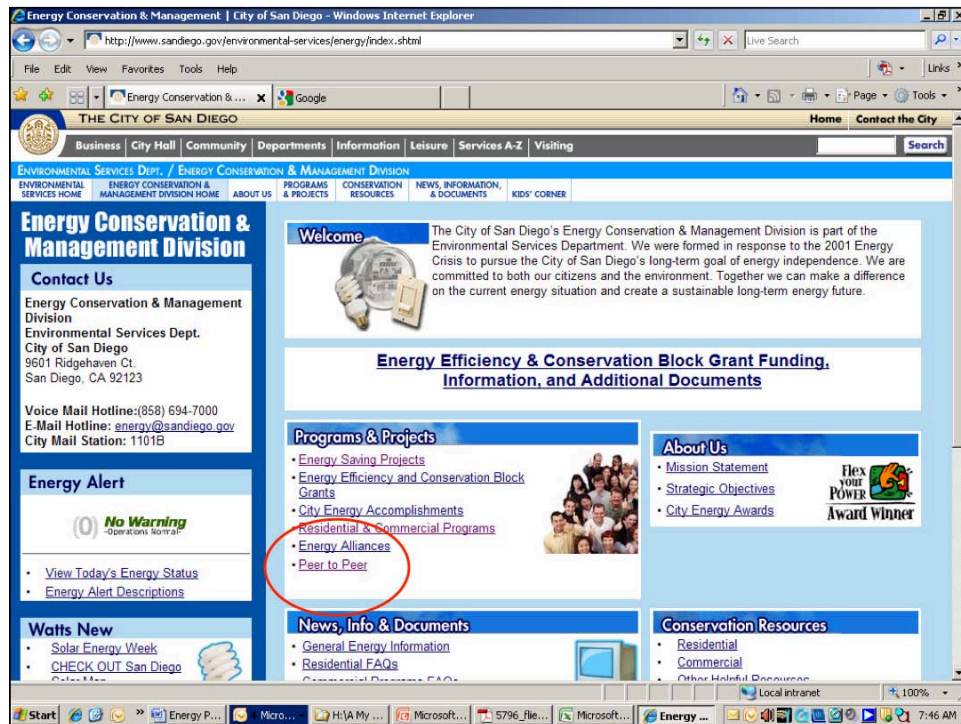 Energy Conservation & Management | City of San Diego - Windows Internet Explorer
http://www.sandiego.gov/environmental-services/energy/index.shtml
Live Search
File Edit View Favorites Tools Help
Links
Energy Conservation & ...
Google
Page
Tools
THE CITY OF SAN DIEGO
Home Contact the City
Business | City Hall | Community | Departments | Information | Leisure | Services A-Z | Visiting
Search
ENVIRONMENTAL SERVICES DEPT. / ENERGY CONSERVATION & MANAGEMENT DIVISION
ENVIRONMENTAL SERVICES HOME
ENERGY CONSERVATION & MANAGEMENT DIVISION HOME
ABOUT US
PROGRAMS & PROJECTS
CONSERVATION RESOURCES
NEWS, INFORMATION, & DOCUMENTS
KIDS' CORNER
Energy Conservation &
Management Division
Contact Us
Energy Conservation & Management
Division
Environmental Services Dept.
City of San Diego
9601 Ridgehaven Ct.
San Diego, CA 92123
Voice Mail Hotline:(858) 694-7000
E-Mail Hotline: energy@sandiego.gov
City Mail Station: 1101B
Energy Alert
(0) No Warning
-Operations Normal-
• View Today's Energy Status
• Energy Alert Descriptions
Watts New
• Solar Energy Week
• CHECK OUT San Diego
Solar Map
Welcome
The City of San Diego's Energy Conservation & Management Division is part of the
Environmental Services Department. We were formed in response to the 2001 Energy
Crisis to pursue the City of San Diego's long-term goal of energy independence. We are
committed to both our citizens and the environment. Together we can make a difference
on the current energy situation and create a sustainable long-term energy future.
Energy Efficiency & Conservation Block Grant Funding,
Information, and Additional Documents
Programs & Projects
• Energy Saving Projects
• Energy Efficiency and Conservation Block
Grants
• City Energy Accomplishments
• Residential & Commercial Programs
• Energy Alliances
• Peer to Peer
About Us
• Mission Statement
• Strategic Objectives
• City Energy Awards
Flex
YOUR
POWER
Award Winner
News, Info & Documents
• General Energy Information
• Residential FAQs
Commercial Programs FAQs
Conservation Resources
• Residential
• Commercial
Other Helpful Resources
Local intranet
100%
Start
Energy P...
4 Micro...
H:\A My ...
Microsoft...
5796_flie...
Microsoft...
Energy ...
7:46 AM